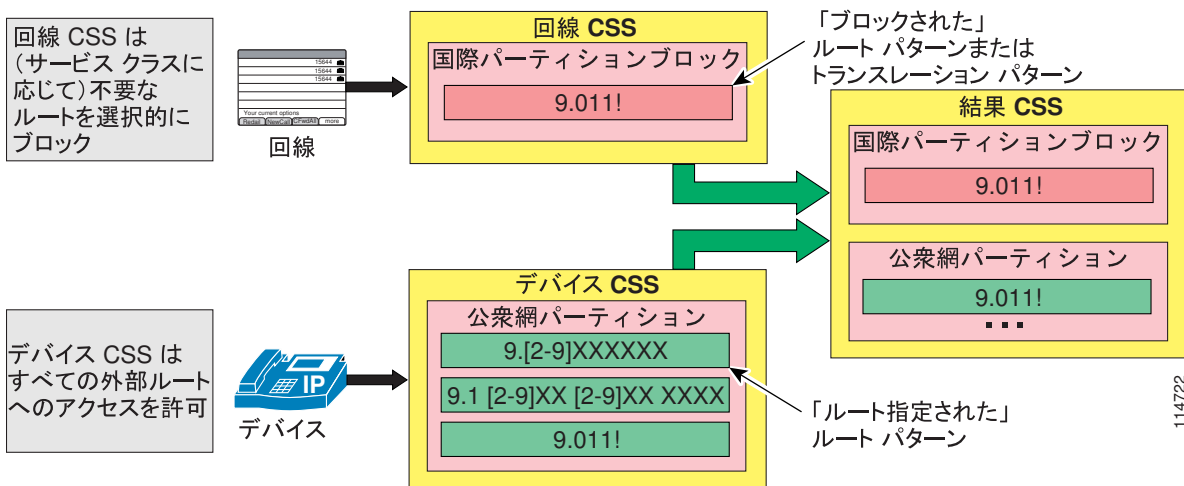 回線 CSS は
(サービス クラスに
応じて)不要な
ルートを選択的に
ブロック
15644
15644
15644
Your current options
Redial NewCall CFwdAll more
回線
回線 CSS
国際パーティションブロック
9.011!
「ブロックされた」
ルート パターンまたは
トランスレーション パターン
結果 CSS
国際パーティションブロック
9.011!
公衆網パーティション
9.011!
...
デバイス CSS は
すべての外部ルート
へのアクセスを許可
IP
デバイス
デバイス CSS
公衆網パーティション
9.[2-9]XXXXXX
9.1 [2-9]XX [2-9]XX XXXX
9.011!
「ルート指定された」
ルート パターン
114722